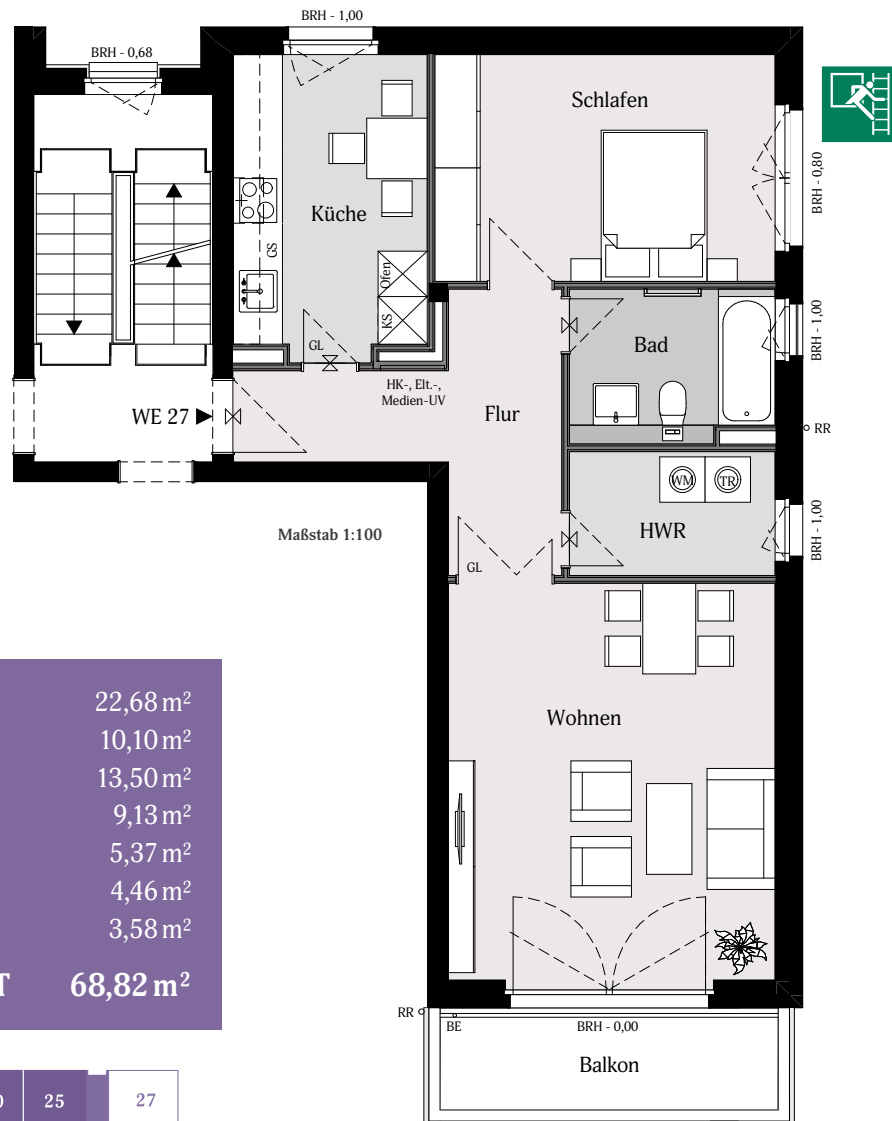 BRH - 1,00
BRH - 0,68
Schlafen
BRH - 0,80
Küche
GS
Ofen
KS
GL
BRH - 1,00
Bad
HK-, Elt.-,
Medien-UV
WE 27
Flur
RR
WM
TR
BRH - 1,00
HWR
Maßstab 1:100
GL
22,68 m²
10,10 m²
13,50 m²
9,13 m²
5,37 m²
4,46 m²
3,58 m²
T 68,82 m²
Wohnen
RR
BE
BRH - 0,00
Balkon
25
27